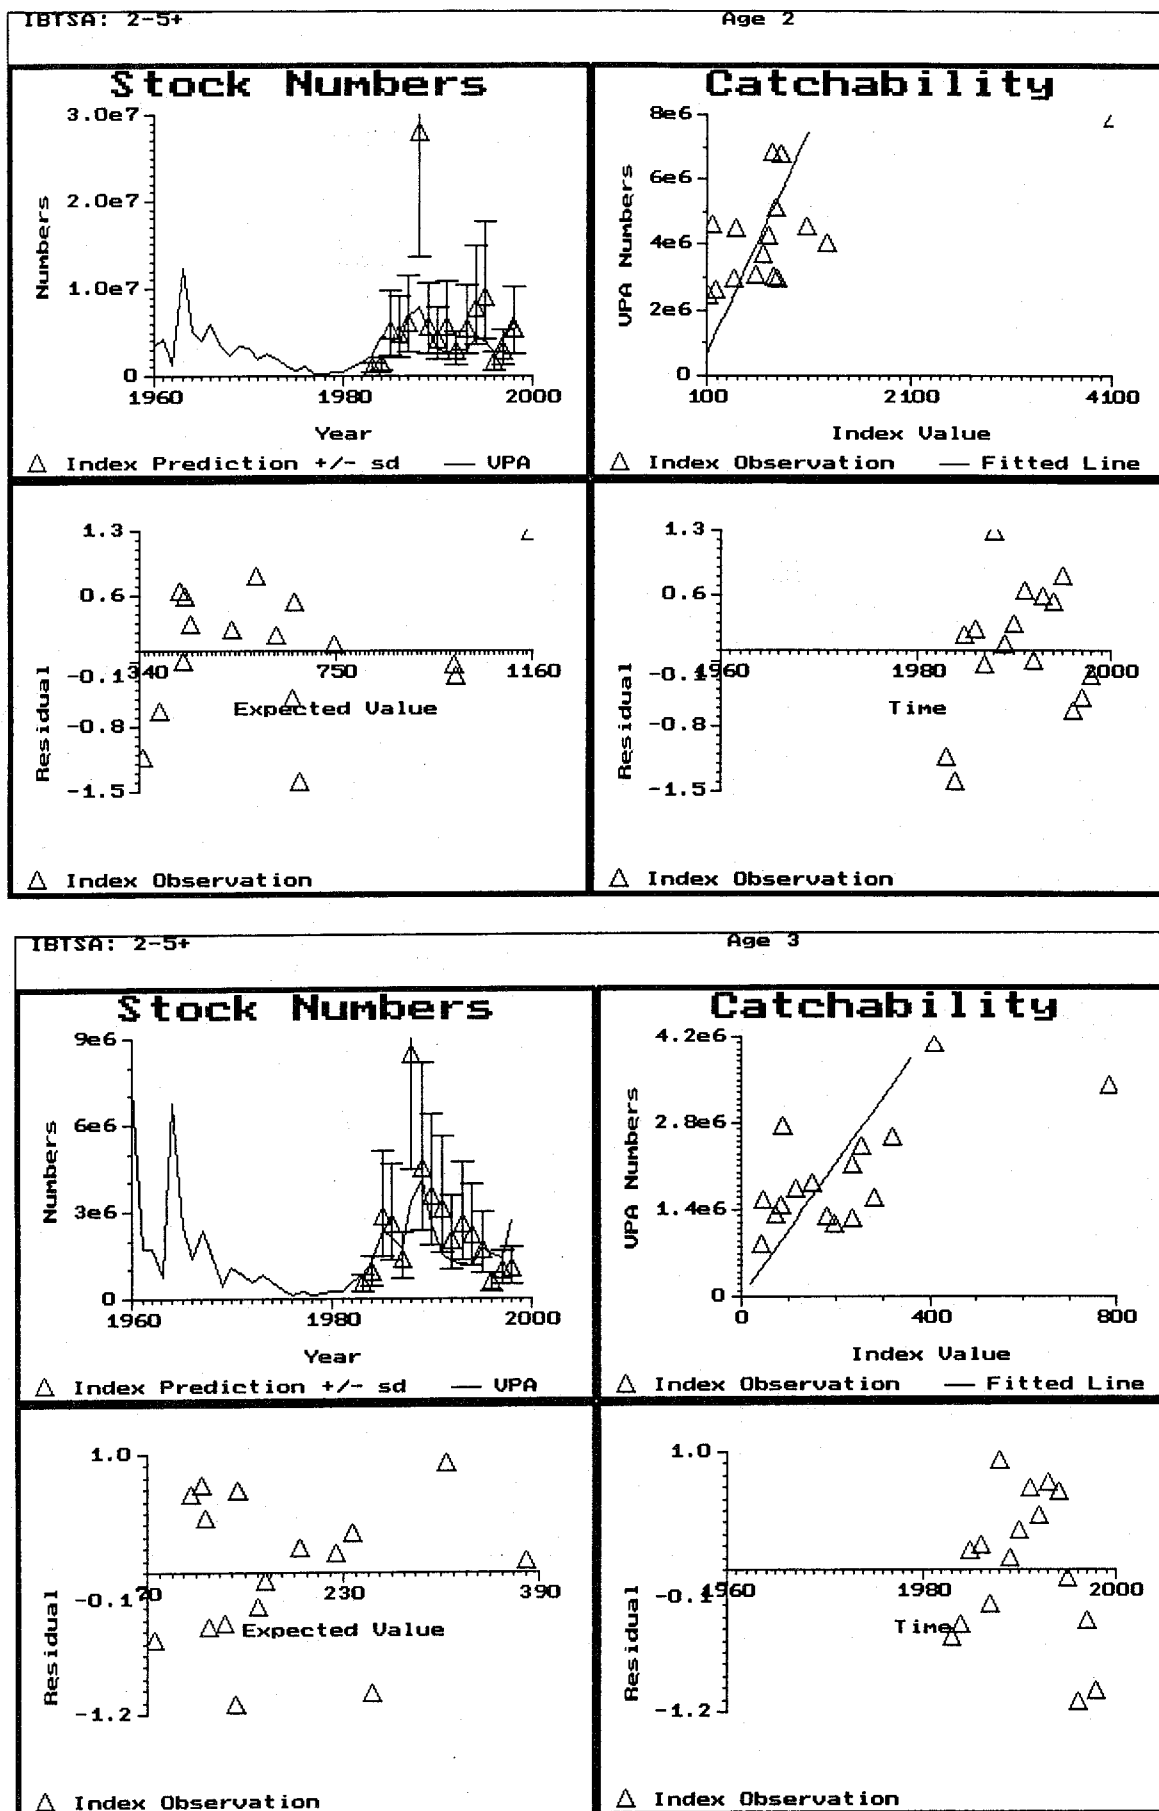 IBTSA: 2-5+ Age 2
Stock Numbers
3.0e7
2.0e7
1.0e7
0
Numbers
1960 1980 2000
Year
△ Index Prediction +/- sd — VPA
Catchability
8e6
6e6
4e6
2e6
0
VPA Numbers
100 2100 4100
Index Value
△ Index Observation — Fitted Line
1.3
0.6
-0.1
-0.8
-1.5
Residual
340 750 1160
Expected Value
△ Index Observation
1.3
0.6
-0.1
-0.8
-1.5
Residual
1960 1980 2000
Time
△ Index Observation
IBTSA: 2-5+ Age 3
Stock Numbers
9e6
6e6
3e6
0
Numbers
1960 1980 2000
Year
△ Index Prediction +/- sd — VPA
Catchability
4.2e6
2.8e6
1.4e6
0
VPA Numbers
0 400 800
Index Value
△ Index Observation — Fitted Line
1.0
-0.1
-1.2
Residual
70 230 390
Expected Value
△ Index Observation
1.0
-0.1
-1.2
Residual
1960 1980 2000
Time
△ Index Observation